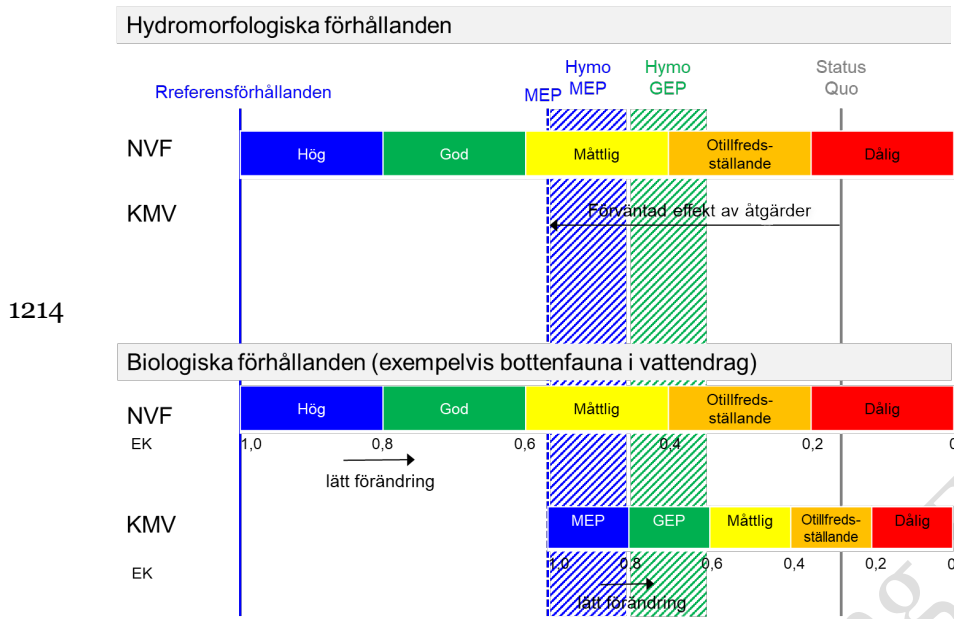 Hydromorfologiska förhållanden
Rreferensförhållanden
MEP
Hymo
MEP
Hymo
GEP
Status
Quo
NVF
Hög
God
Måttlig
Otillfreds-
ställande
Dålig
KMV
Förväntad effekt av åtgärder
1214
Biologiska förhållanden (exempelvis bottenfauna i vattendrag)
NVF
Hög
God
Måttlig
Otillfreds-
ställande
Dålig
EK
1,0
0,8
0,6
0,4
0,2
0
lätt förändring
KMV
MEP
GEP
Måttlig
Otillfreds-
ställande
Dålig
EK
1,0
0,8
0,6
0,4
0,2
0
lätt förändring